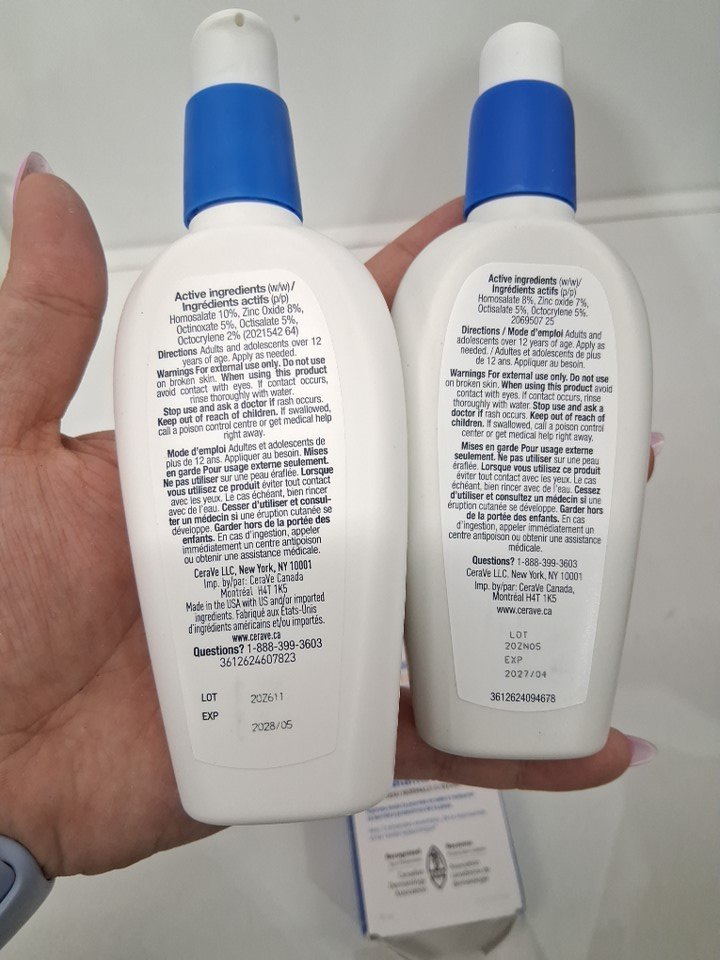 Active ingredients (w/w)/
Ingrédients actifs (p/p)
Homosalate 10%, Zinc Oxide 8%,
Octinoxate 5%, Octisalate 5%,
Octocrylene 2% (2021542 64)
Directions Adults and adolescents over 12
years of age. Apply as needed.
Warnings For external use only. Do not use
on broken skin. When using this product
avoid contact with eyes. If contact occurs,
rinse thoroughly with water.
Stop use and ask a doctor if rash occurs.
Keep out of reach of children. If swallowed,
call a poison control centre or get medical help
right away.
Mode d'emploi Adultes et adolescents de
plus de 12 ans. Appliquer au besoin. Mises
en garde Pour usage externe seulement.
Ne pas utiliser sur une peau éraflée. Lorsque
vous utilisez ce produit éviter tout contact
avec les yeux. Le cas échéant, bien rincer
avec de l'eau. Cesser d'utiliser et consul-
ter un médecin si une éruption cutanée se
développe. Garder hors de la portée des
enfants. En cas d'ingestion, appeler
immédiatement un centre antipoison
ou obtenir une assistance médicale.
CeraVe LLC, New York, NY 10001
Imp. by/par: CeraVe Canada
Montréal H4T 1K5
Made in the USA with US and/or imported
ingredients. Fabriqué aux États-Unis
d'ingrédients américains et/ou importés.
www.cerave.ca
Questions? 1-888-399-3603
3612624607823
LOT 20Z611
EXP 2028/05
Active ingredients (w/w)/
Ingrédients actifs (p/p)
Homosalate 8%, Zinc oxide 7%,
Octisalate 5%, Octocrylene 5%.
2069507 25
Directions / Mode d'emploi Adults and
adolescents over 12 years of age. Apply as
needed. / Adultes et adolescents de plus
de 12 ans. Appliquer au besoin.
Warnings For external use only. Do not use
on broken skin. When using this product avoid
contact with eyes. If contact occurs, rinse
thoroughly with water. Stop use and ask a
doctor if rash occurs. Keep out of reach of
children. If swallowed, call a poison control
center or get medical help right away.
Mises en garde Pour usage externe
seulement. Ne pas utiliser sur une peau
éraflée. Lorsque vous utilisez ce produit
éviter tout contact avec les yeux. Le cas
échéant, bien rincer avec de l'eau. Cessez
d'utiliser et consultez un médecin si une
éruption cutanée se développe. Garder hors
de la portée des enfants. En cas
d'ingestion, appeler immédiatement un
centre antipoison ou obtenir une assistance
médicale.
Questions? 1-888-399-3603
CeraVe LLC, New York, NY 10001
Imp. by/par: CeraVe Canada,
Montréal H4T 1K5
www.cerave.ca
LOT
20ZN05
EXP
2027/04
3612624094678